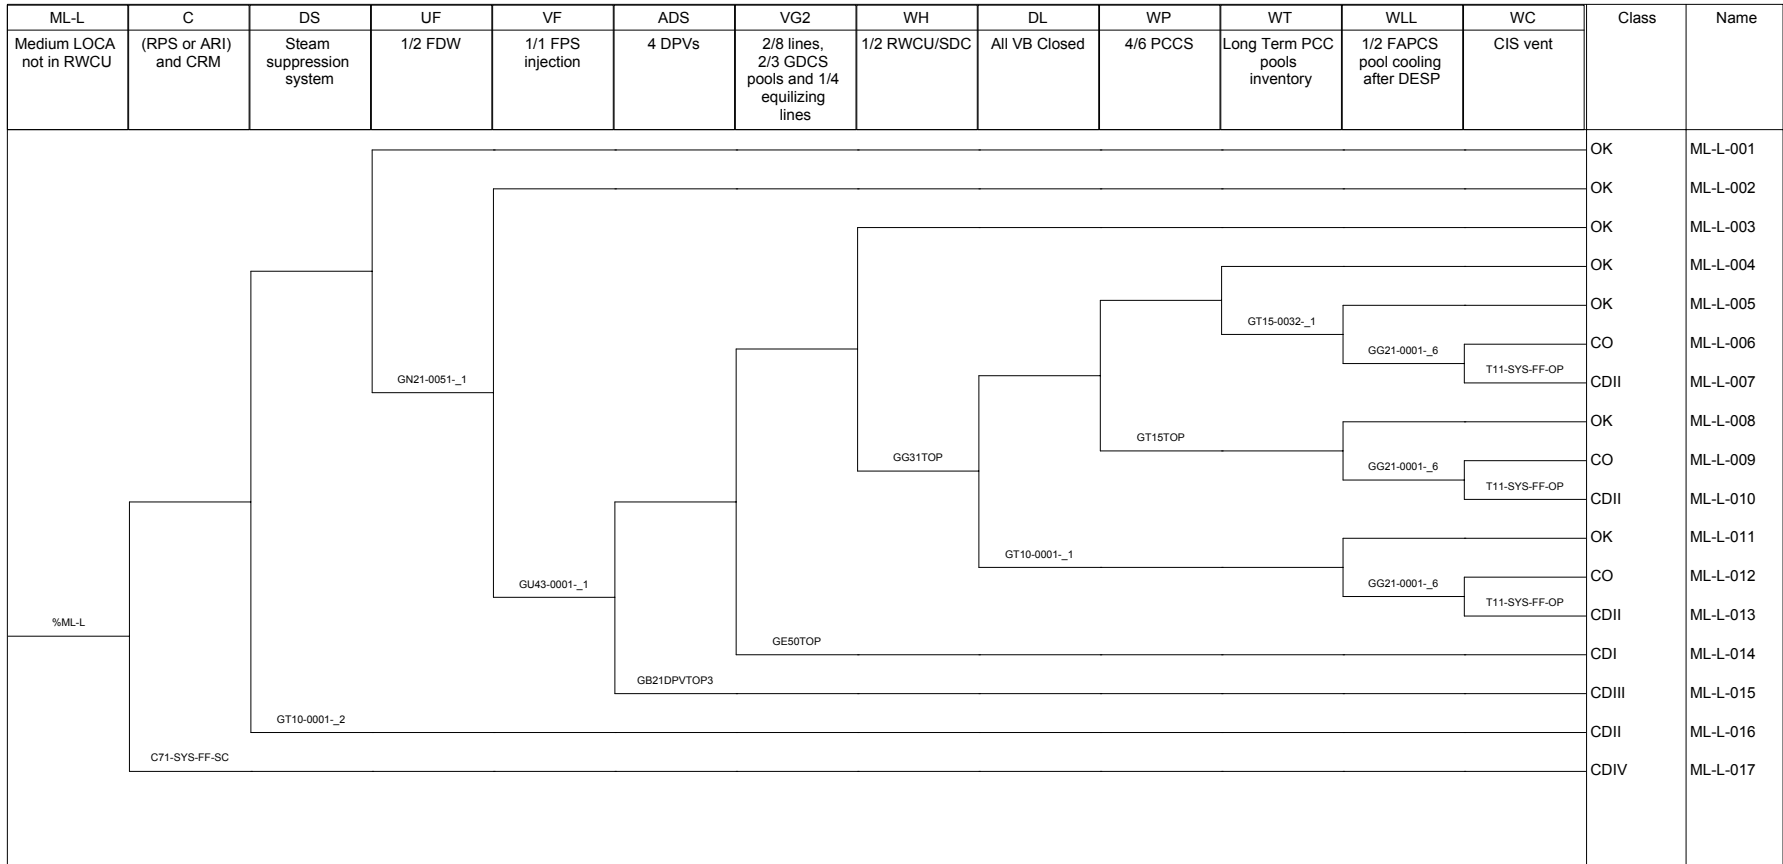 ML-L C DS UF VF ADS VG2 WH DL WP WT WLL WC Class Name
Medium LOCA (RPS or ARI) Steam 1/2 FDW 1/1 FPS 4 DPVs 2/8 lines, 1/2 RWCU/SDC All VB Closed 4/6 PCCS Long Term PCC 1/2 FAPCS CIS vent
not in RWCU and CRM suppression injection 2/3 GDCS pools pool cooling
system pools and 1/4 inventory after DESP
equilizing
lines
OK ML-L-001
OK ML-L-002
OK ML-L-003
OK ML-L-004
OK ML-L-005
GT15-0032-_1
CO ML-L-006
GG21-0001-_6
T11-SYS-FF-OP
GN21-0051-_1
CDII ML-L-007
OK ML-L-008
GT15TOP
GG31TOP
CO ML-L-009
GG21-0001-_6
T11-SYS-FF-OP
CDII ML-L-010
OK ML-L-011
GT10-0001-_1
CO ML-L-012
GU43-0001-_1
GG21-0001-_6
T11-SYS-FF-OP
CDII ML-L-013
%ML-L
GE50TOP
CDI ML-L-014
GB21DPVTOP3
CDIII ML-L-015
GT10-0001-_2
CDII ML-L-016
C71-SYS-FF-SC
CDIV ML-L-017